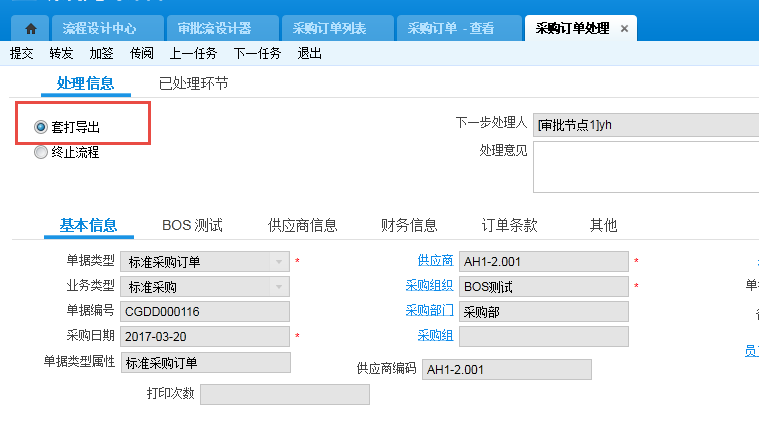 流程设计中心 审批流设计器 采购订单列表 采购订单 - 查看 采购订单处理 ×
提交 转发 加签 传阅 上一任务 下一任务 退出
处理信息 已处理环节
套打导出 下一步处理人 [审批节点1]yh
终止流程 处理意见
基本信息 BOS 测试 供应商信息 财务信息 订单条款 其他
单据类型 标准采购订单 * 供应商 AH1-2.001 *
业务类型 标准采购 采购组织 BOS测试 * 单
单据编号 CGDD000116 采购部门 采购部
采购日期 2017-03-20 * 采购组
单据类型属性 标准采购订单 供应商编码 AH1-2.001 员
打印次数